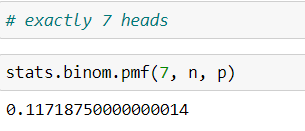 # exactly 7 heads
stats.binom.pmf(7, n, p)
0.11718750000000014